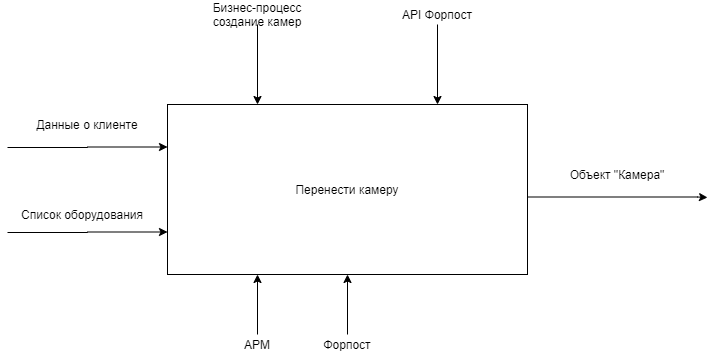 Бизнес-процесс
создание камер
API Форпост
Данные о клиенте
Объект "Камера"
Перенести камеру
Список оборудования
АРМ
Форпост